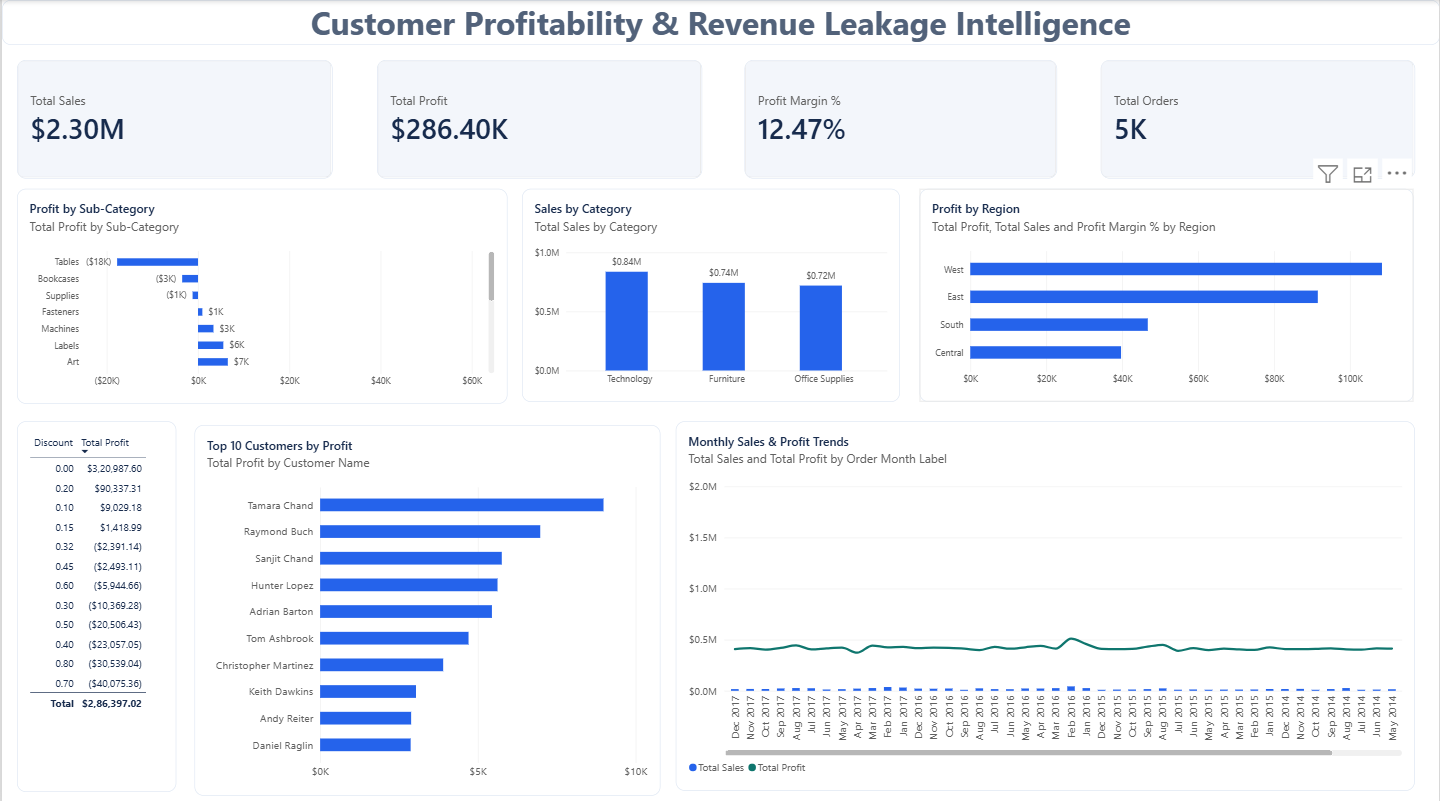 Customer Profitability & Revenue Leakage Intelligence
Total Sales
$2.30M
Total Profit
$286.40K
Profit Margin %
12.47%
Total Orders
5K
Profit by Sub-Category
Total Profit by Sub-Category
Tables ($18K)
Bookcases ($3K)
Supplies ($1K)
Fasteners $1K
Machines $3K
Labels $6K
Art $7K
($20K) $0K $20K $40K $60K
Sales by Category
Total Sales by Category
$1.0M
$0.5M
$0.0M
$0.84M $0.74M $0.72M
Technology Furniture Office Supplies
Profit by Region
Total Profit, Total Sales and Profit Margin % by Region
West
East
South
Central
$0K $20K $40K $60K $80K $100K
Discount Total Profit
0.00 $3,20,987.60
0.20 $90,337.31
0.10 $9,029.18
0.15 $1,418.99
0.32 ($2,391.14)
0.45 ($2,493.11)
0.60 ($5,944.66)
0.30 ($10,369.28)
0.50 ($20,506.43)
0.40 ($23,057.05)
0.80 ($30,539.04)
0.70 ($40,075.36)
Total $2,86,397.02
Top 10 Customers by Profit
Total Profit by Customer Name
Tamara Chand
Raymond Buch
Sanjit Chand
Hunter Lopez
Adrian Barton
Tom Ashbrook
Christopher Martinez
Keith Dawkins
Andy Reiter
Daniel Raglin
$0K $5K $10K
Monthly Sales & Profit Trends
Total Sales and Total Profit by Order Month Label
$2.0M
$1.5M
$1.0M
$0.5M
$0.0M
Dec 2017
Nov 2017
Oct 2017
Sep 2017
Aug 2017
Jul 2017
Jun 2017
May 2017
Apr 2017
Mar 2017
Feb 2017
Jan 2017
Dec 2016
Nov 2016
Oct 2016
Sep 2016
Aug 2016
Jul 2016
Jun 2016
May 2016
Apr 2016
Mar 2016
Feb 2016
Jan 2016
Dec 2015
Nov 2015
Oct 2015
Sep 2015
Aug 2015
Jul 2015
Jun 2015
May 2015
Apr 2015
Mar 2015
Feb 2015
Jan 2015
Dec 2014
Nov 2014
Oct 2014
Sep 2014
Aug 2014
Jul 2014
Jun 2014
May 2014
Total Sales Total Profit